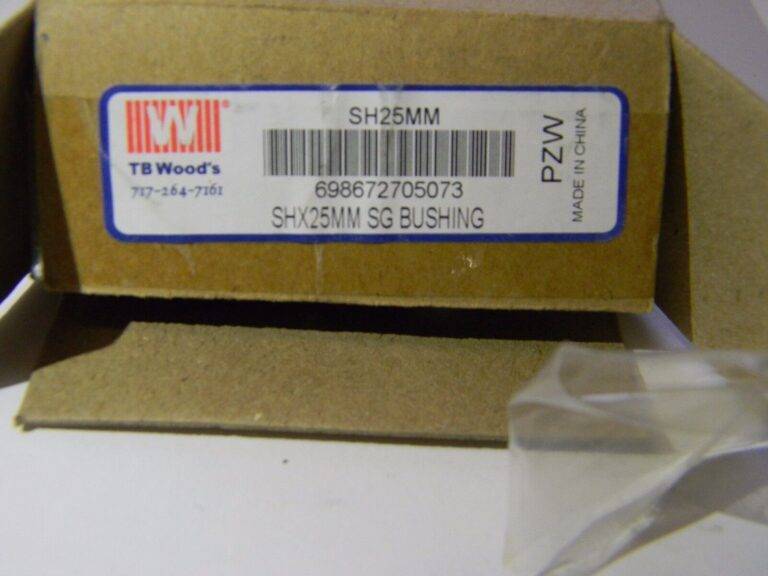 W®
TB Wood's
717-264-7161
SH25MM
698672705073
SHX25MM SG BUSHING
PZW
MADE IN CHINA